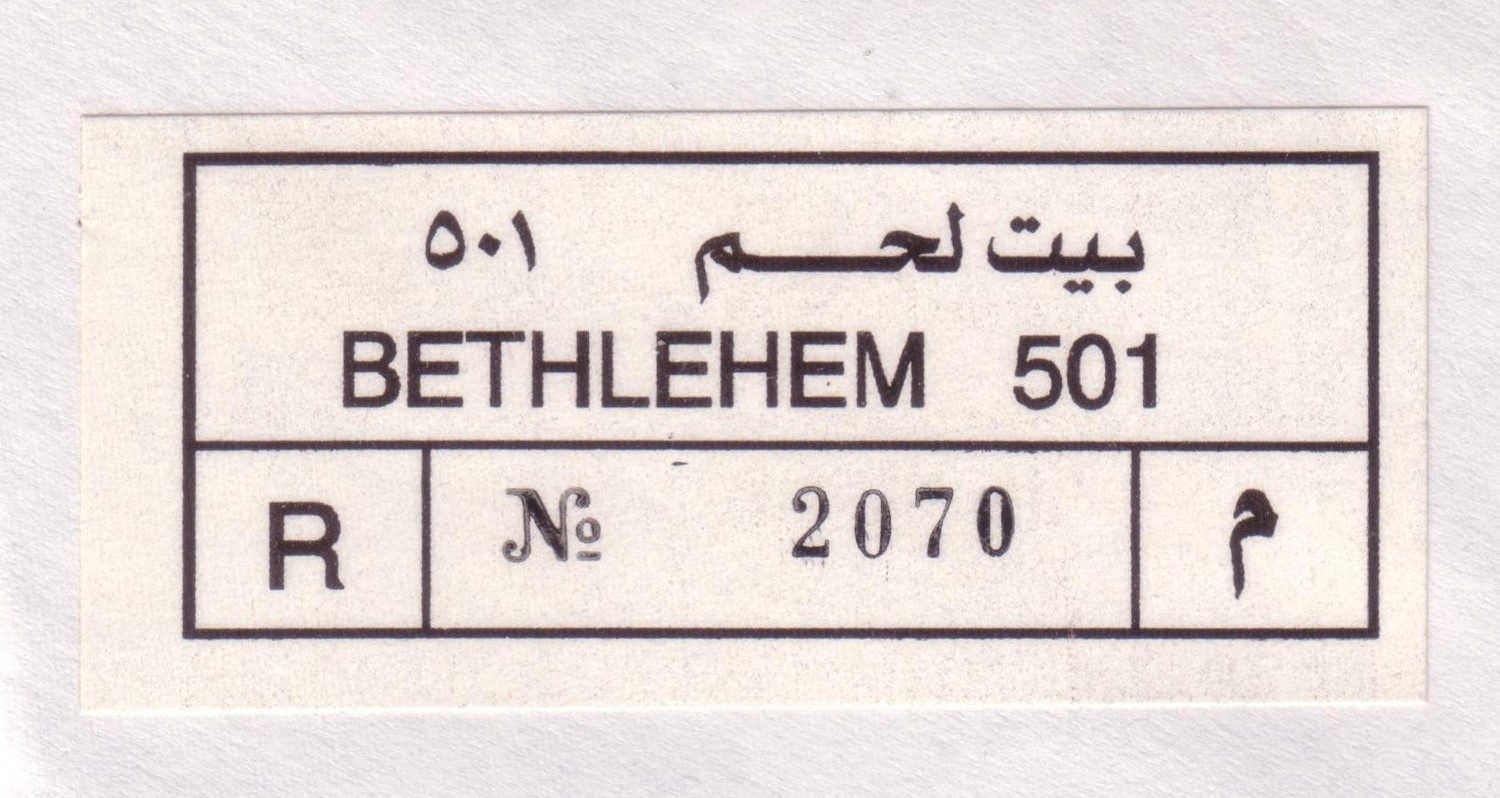 بيت لحم ٥٠١
BETHLEHEM 501
R № 2070 م